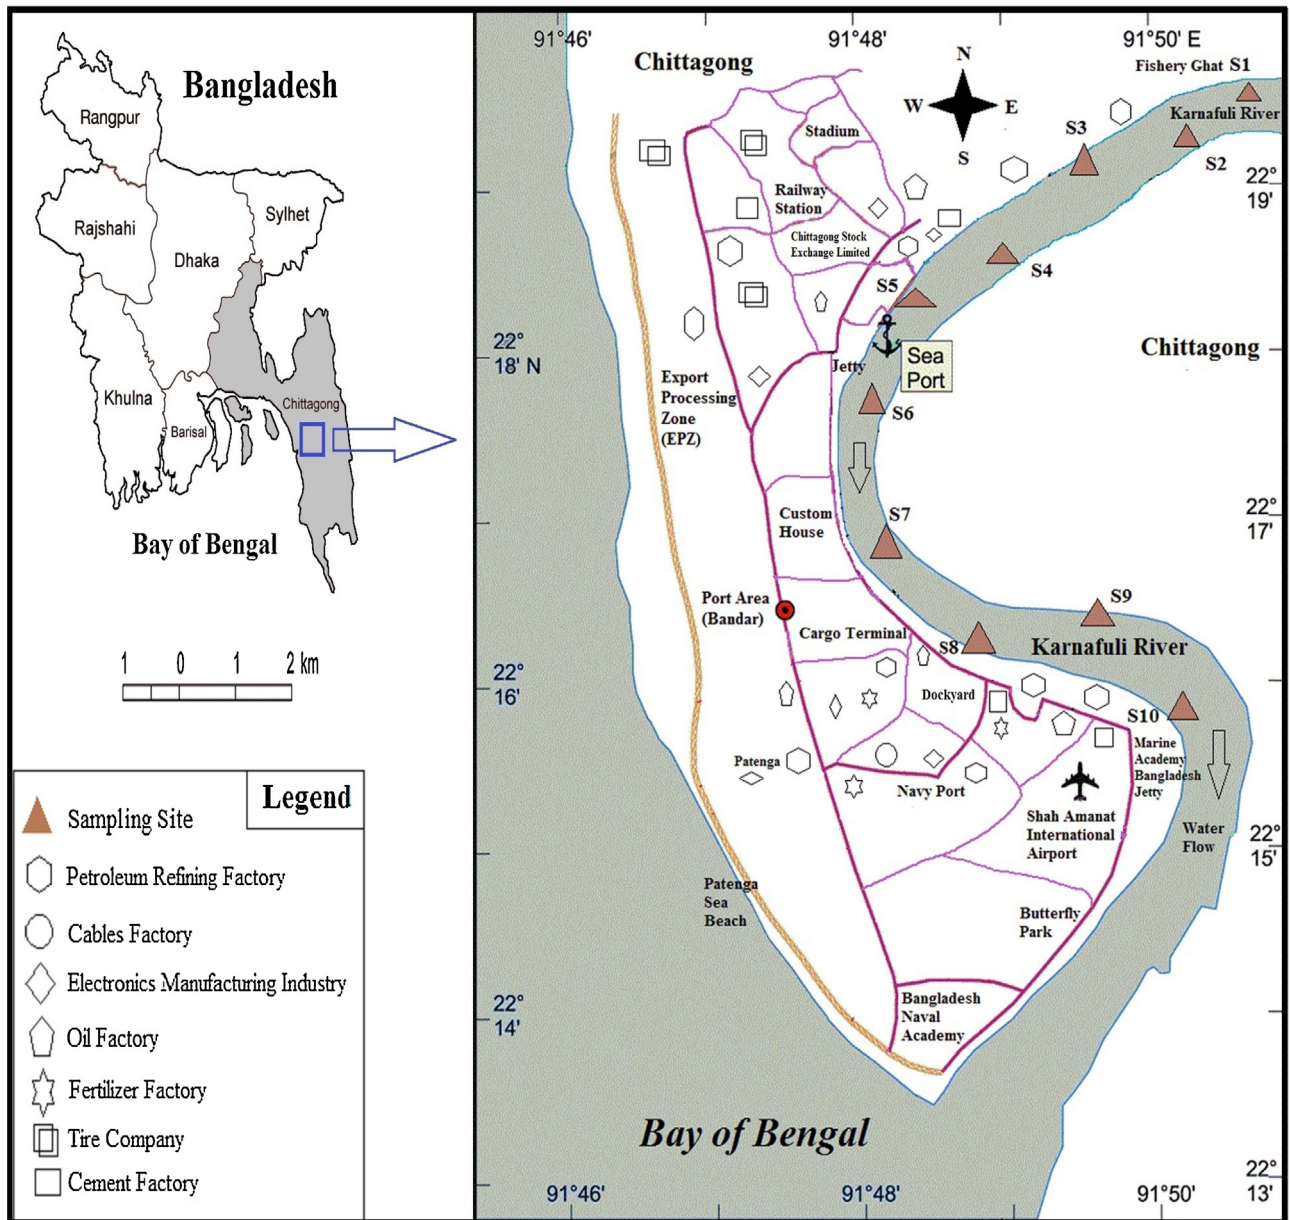 Bangladesh
Rangpur
Rajshahi
Sylhet
Dhaka
Khulna
Barisal
Chittagong
Bay of Bengal
1 0 1 2 km
Legend
Sampling Site
Petroleum Refining Factory
Cables Factory
Electronics Manufacturing Industry
Oil Factory
Fertilizer Factory
Tire Company
Cement Factory
91°46'
91°48'
91°50' E
Chittagong
N
W
E
S
Fishery Ghat S1
Karnafuli River
S2
S3
S4
22°
19'
Stadium
Railway
Station
Chittagong Stock
Exchange Limited
S5
22°
18' N
Jetty
Sea
Port
Chittagong
Export
Processing
Zone
(EPZ)
S6
S7
22°
17'
Custom
House
Port Area
(Bandar)
Cargo Terminal
S8
S9
Karnafuli River
22°
16'
Dockyard
S10
Marine
Academy
Bangladesh
Jetty
Patenga
Navy Port
Shah Amanat
International
Airport
Water
Flow
22°
15'
Patenga
Sea
Beach
Butterfly
Park
22°
14'
Bangladesh
Naval
Academy
Bay of Bengal
22°
13'
91°46'
91°48'
91°50'